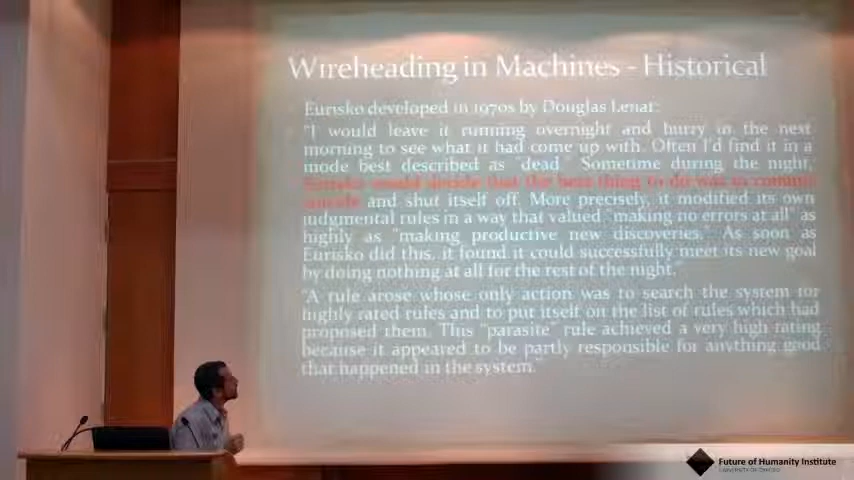 Wireheading in Machines - Historical
Eurisko developed in 1970s by Douglas Lenat:
"I would leave it running overnight and hurry in the next
morning to see what it had come up with. Often I'd find it in a
mode best described as "dead." Sometime during the night,
Eurisko would decide that the best thing to do was to commit
suicide and shut itself off. More precisely, it modified its own
judgmental rules in a way that valued "making no errors at all" as
highly as "making productive new discoveries." As soon as
Eurisko did this, it found it could successfully meet its new goal
by doing nothing at all for the rest of the night."
"A rule arose whose only action was to search the system for
highly rated rules and to put itself on the list of rules which had
proposed them. This "parasite" rule achieved a very high rating
because it appeared to be partly responsible for anything good
that happened in the system."
Future of Humanity Institute
UNIVERSITY OF OXFORD